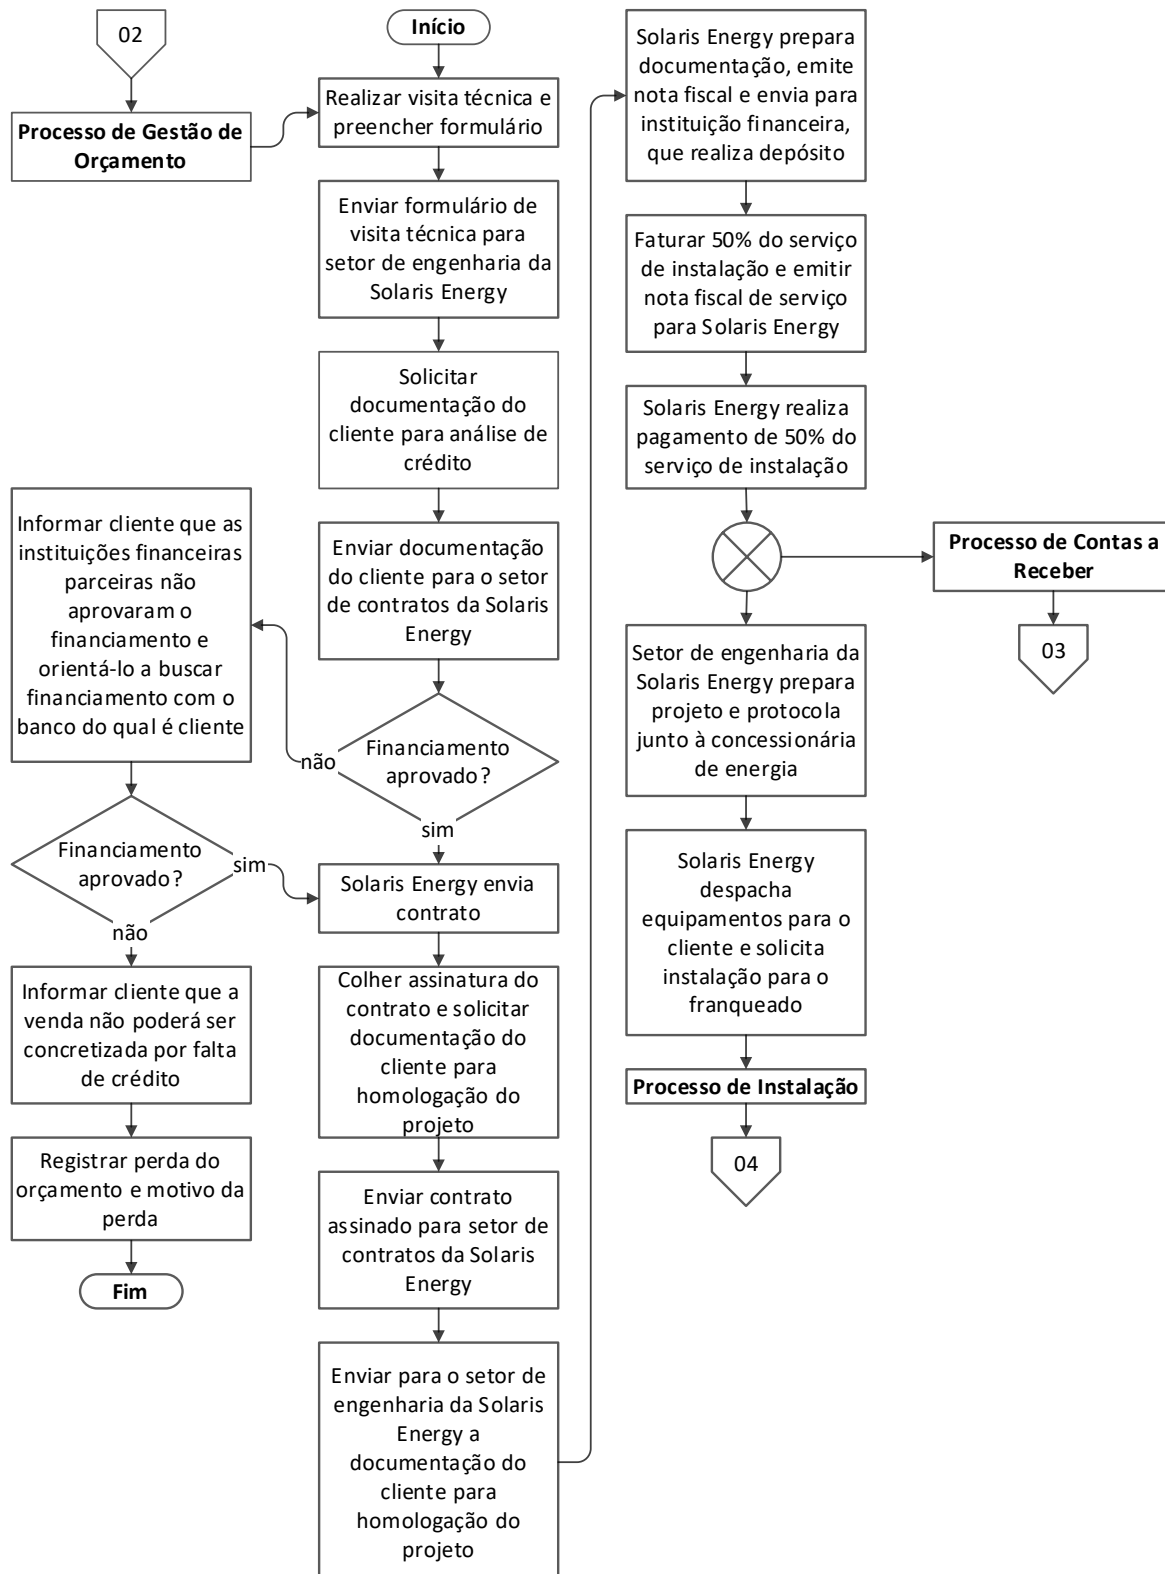 02
Processo de Gestão de
Orçamento
Início
Realizar visita técnica e
preencher formulário
Enviar formulário de
visita técnica para
setor de engenharia da
Solaris Energy
Solicitar
documentação do
cliente para análise de
crédito
Enviar documentação
do cliente para o setor
de contratos da Solaris
Energy
Financiamento
aprovado?
não
sim
Informar cliente que as
instituições financeiras
parceiras não
aprovaram o
financiamento e
orientá-lo a buscar
financiamento com o
banco do qual é cliente
Financiamento
aprovado?
sim
não
Informar cliente que a
venda não poderá ser
concretizada por falta
de crédito
Registrar perda do
orçamento e motivo da
perda
Fim
Solaris Energy envia
contrato
Colher assinatura do
contrato e solicitar
documentação do
cliente para
homologação do
projeto
Enviar contrato
assinado para setor de
contratos da Solaris
Energy
Enviar para o setor de
engenharia da Solaris
Energy a
documentação do
cliente para
homologação do
projeto
Solaris Energy prepara
documentação, emite
nota fiscal e envia para
instituição financeira,
que realiza depósito
Faturar 50% do serviço
de instalação e emitir
nota fiscal de serviço
para Solaris Energy
Solaris Energy realiza
pagamento de 50% do
serviço de instalação
Processo de Contas a
Receber
03
Setor de engenharia da
Solaris Energy prepara
projeto e protocola
junto à concessionária
de energia
Solaris Energy
despacha
equipamentos para o
cliente e solicita
instalação para o
franqueado
Processo de Instalação
04